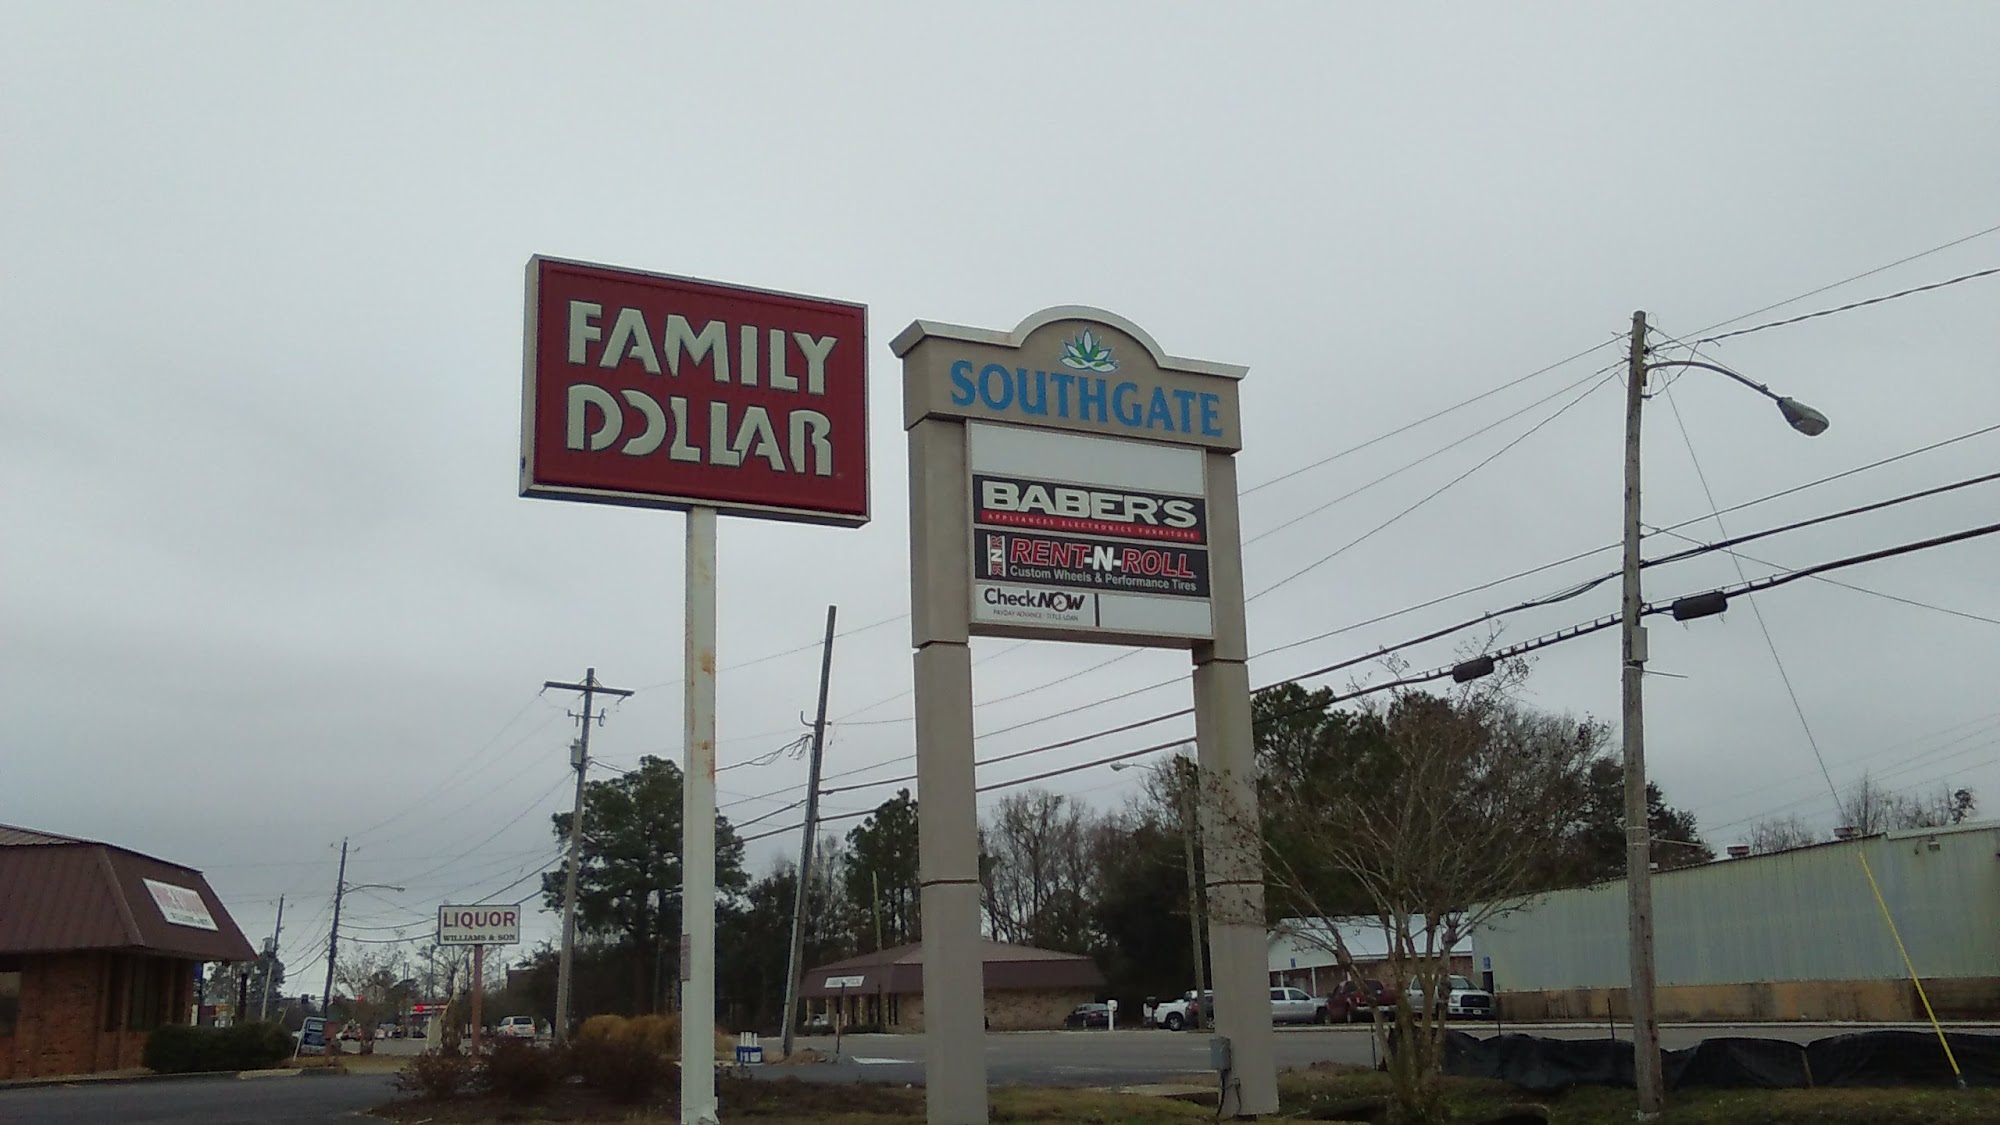 FAMILY
DOLLAR
SOUTHGATE
BABER'S
APPLIANCES ELECTRONICS FURNITURE
RNR RENT-N-ROLL
Custom Wheels & Performance Tires
CheckNOW
PAYDAY ADVANCE · TITLE LOAN
LIQUOR
WILLIAMS & SON